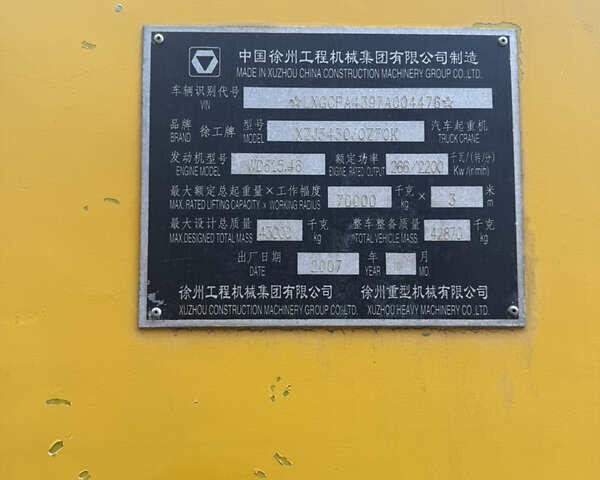 中国徐州工程机械集团有限公司制造
MADE IN XUZHOU CHINA CONSTRUCTION MACHINERY GROUP CO.,LTD.
车辆识别代号 VIN ☆LXGCPA4397A004476☆
品牌 BRAND 徐工牌 型号 MODEL 汽车起重机 TRUCK CRANE
发动机型号 ENGINE MODEL WD615.46 额定功率 ENGINE RATED OUTPUT 266/2200 千瓦/(转/分) Kw/(r/min)
最大额定总起重量×工作幅度 MAX. RATED LIFTING CAPACITY × WORKING RADIUS 70000 千克 kg × 3 米 m
最大设计总质量 MAX.DESIGNED TOTAL MASS 43000 千克 kg 整车整备质量 TOTAL VEHICLE MASS 42870 千克 kg
出厂日期 DATE 2007 年 YEAR 月 MO.
徐州工程机械集团有限公司 徐州重型机械有限公司
XUZHOU CONSTRUCTION MACHINERY GROUP CO.,LTD. XUZHOU HEAVY MACHINERY CO.,LTD.